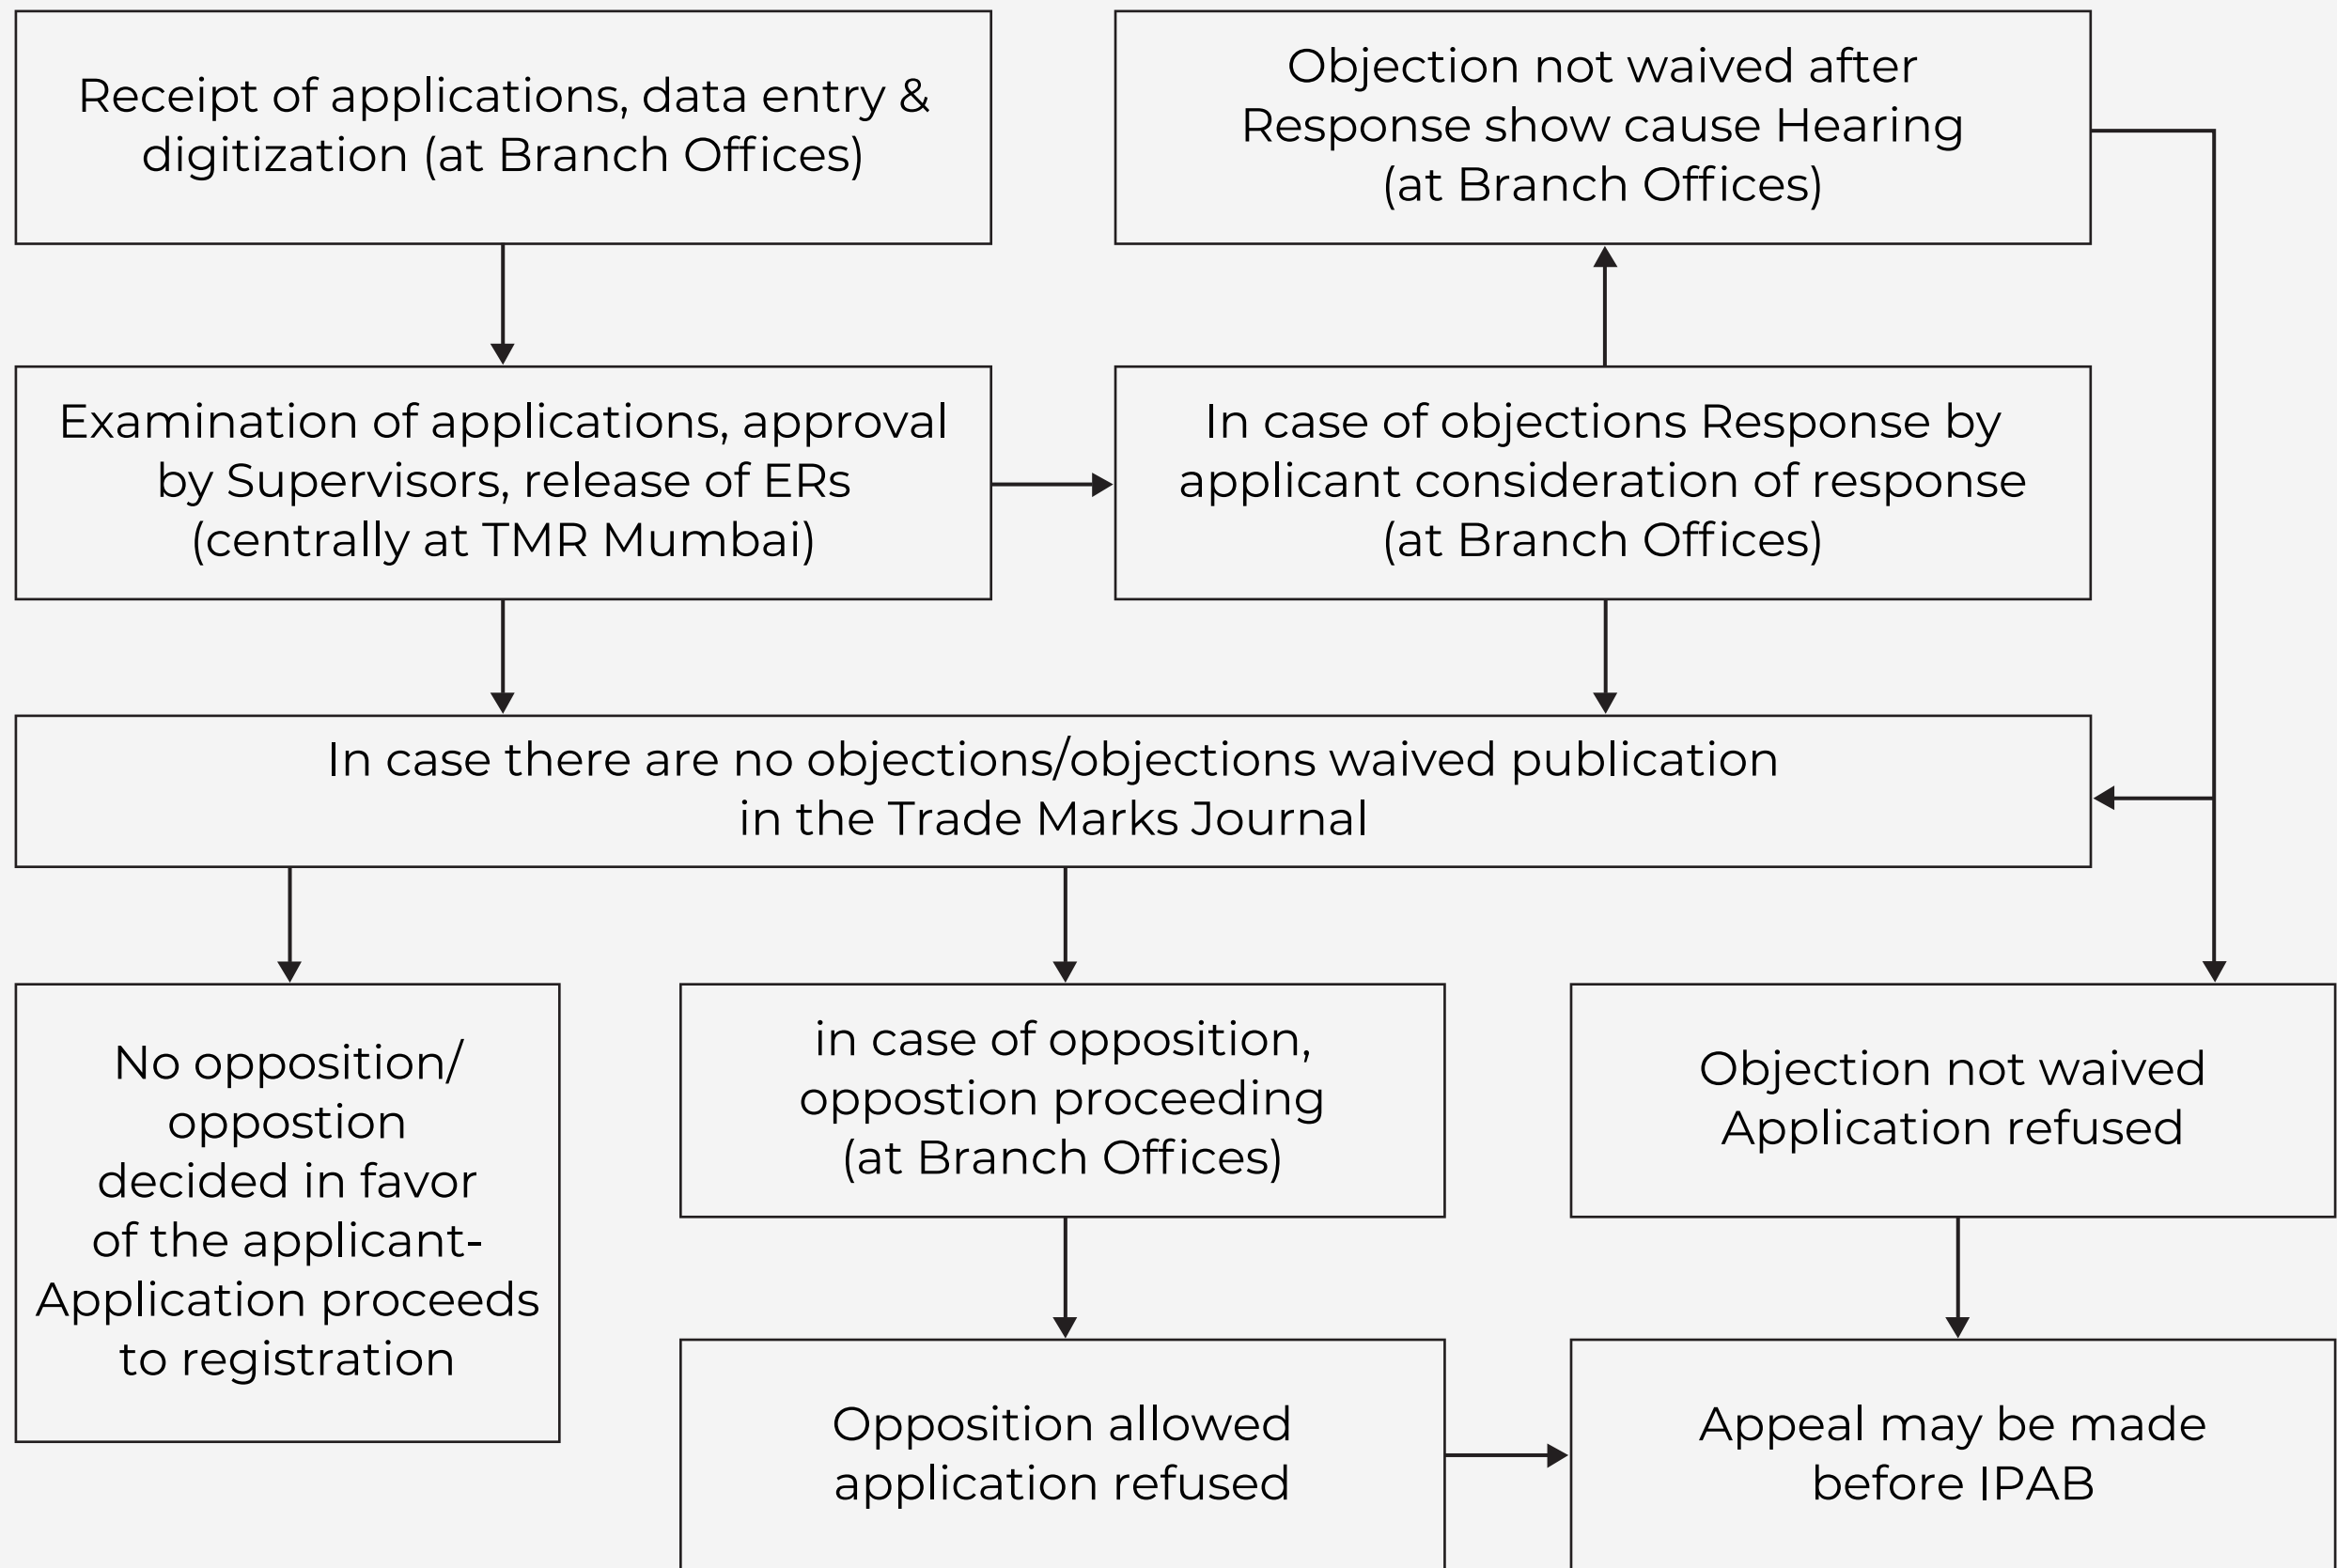 Receipt of applications, data entry &
digitization (at Branch Offices)
Objection not waived after
Response show cause Hearing
(at Branch Offices)
Examination of applications, approval
by Supervisors, release of ERs
(centrally at TMR Mumbai)
In case of objections Response by
applicant consideration of response
(at Branch Offices)
In case there are no objections/objections waived publication
in the Trade Marks Journal
No opposition/
oppostion
decided in favor
of the applicant-
Application proceeds
to registration
in case of opposition,
oppostion proceeding
(at Branch Offices)
Objection not waived
Application refused
Opposition allowed
application refused
Appeal may be made
before IPAB